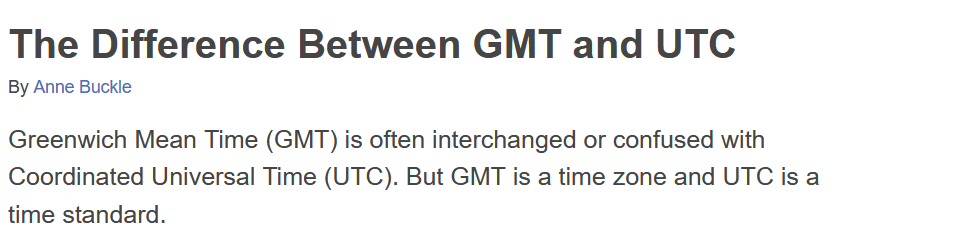 The Difference Between GMT and UTC
By Anne Buckle
Greenwich Mean Time (GMT) is often interchanged or confused with
Coordinated Universal Time (UTC). But GMT is a time zone and UTC is a
time standard.